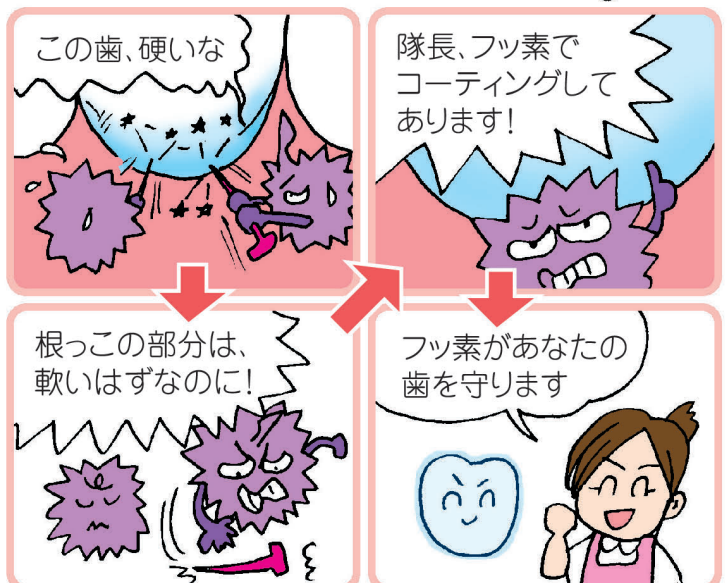 この歯、硬いな
根っこの部分は、
軟いはずなのに！
隊長、フッ素で
コーティングして
あります！
フッ素があなたの
歯を守ります